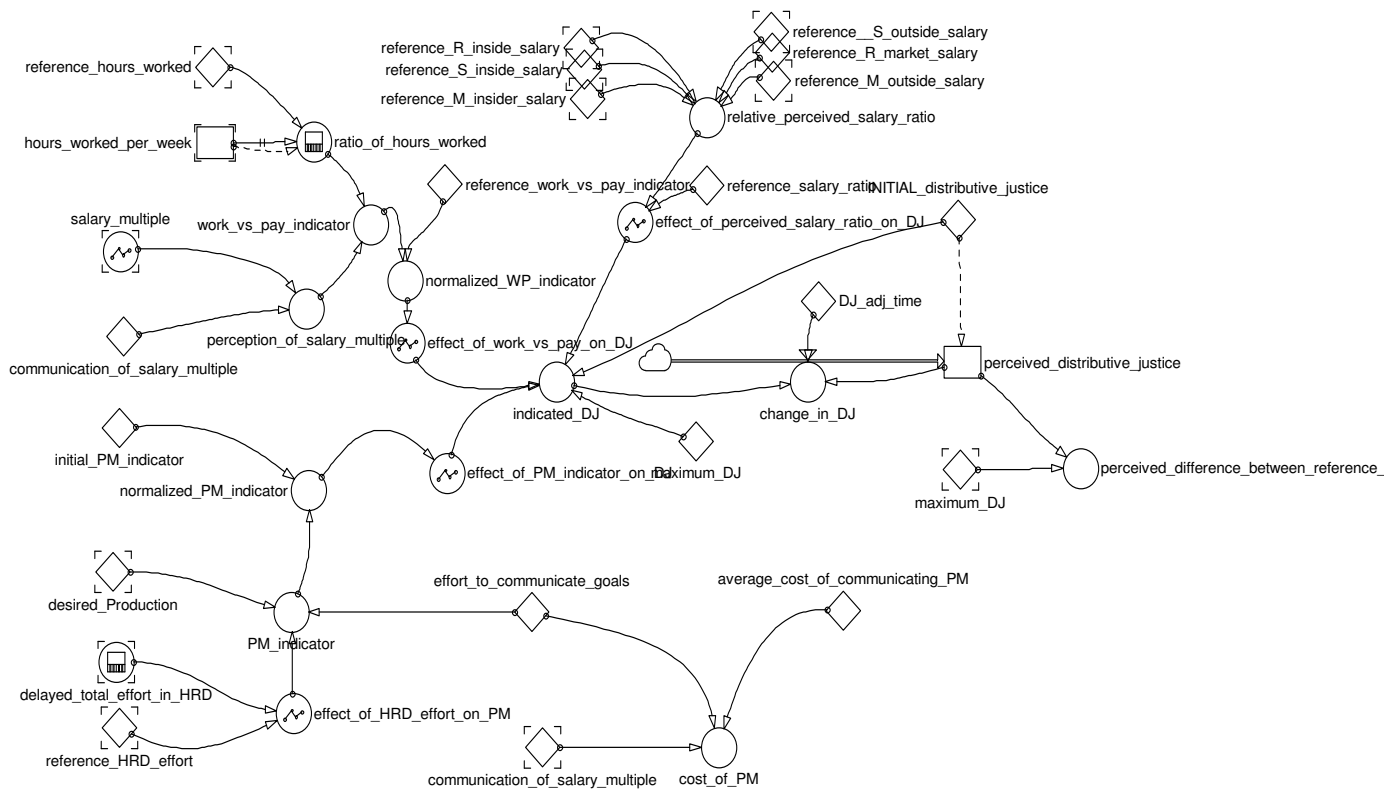 reference__S_outside_salary
reference_R_inside_salary
reference_R_market_salary
reference_hours_worked
reference_S_inside_salary
reference_M_outside_salary
reference_M_insider_salary
relative_perceived_salary_ratio
hours_worked_per_week
ratio_of_hours_worked
reference_work_vs_pay_indicator
reference_salary_ratio
INITIAL_distributive_justice
salary_multiple
work_vs_pay_indicator
effect_of_perceived_salary_ratio_on_DJ
normalized_WP_indicator
DJ_adj_time
perception_of_salary_multiple
effect_of_work_vs_pay_on_DJ
communication_of_salary_multiple
perceived_distributive_justice
indicated_DJ
change_in_DJ
initial_PM_indicator
effect_of_PM_indicator_on_mJ
maximum_DJ
perceived_difference_between_reference_
normalized_PM_indicator
maximum_DJ
effort_to_communicate_goals
average_cost_of_communicating_PM
desired_Production
PM_indicator
delayed_total_effort_in_HRD
effect_of_HRD_effort_on_PM
reference_HRD_effort
communication_of_salary_multiple
cost_of_PM